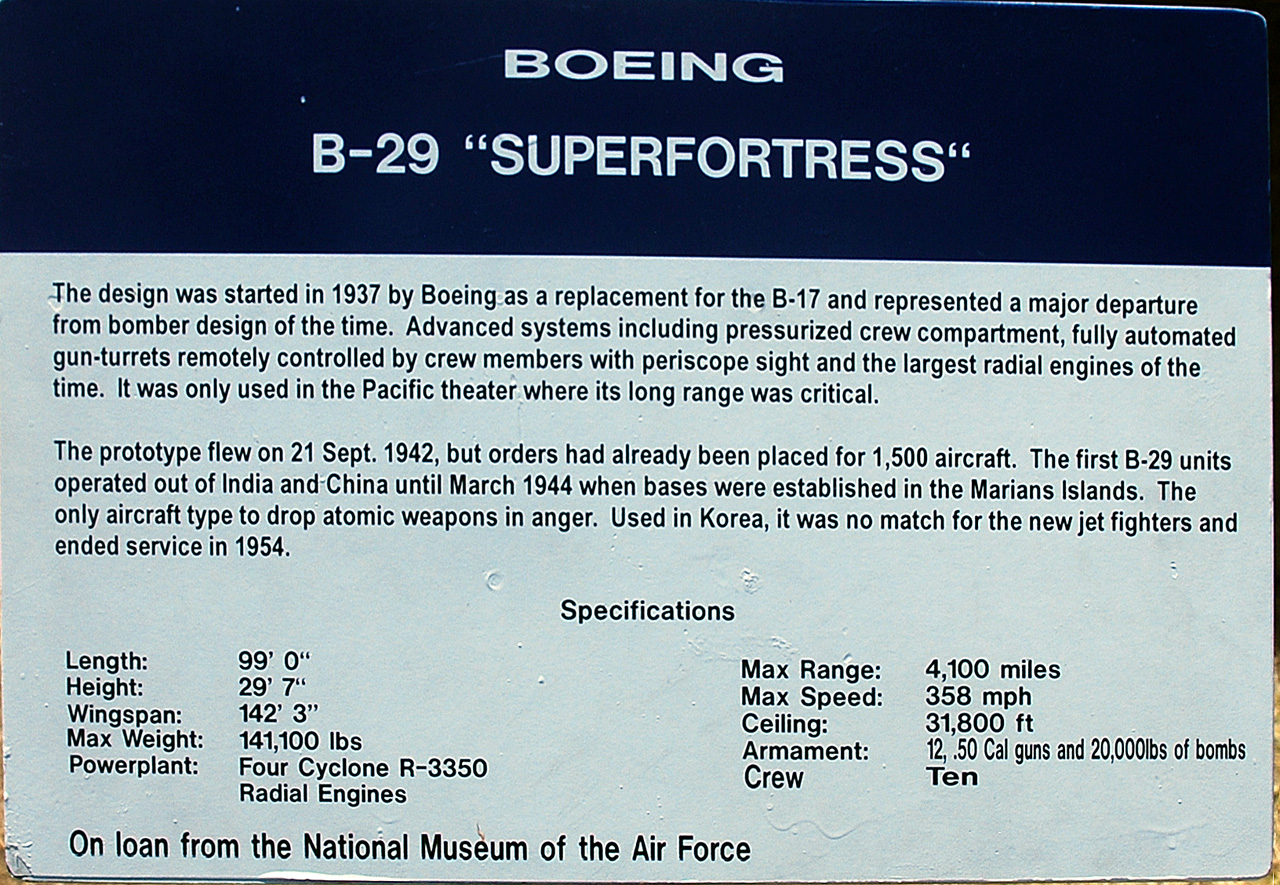 BOEING
B-29 “SUPERFORTRESS“
The design was started in 1937 by Boeing as a replacement for the B-17 and represented a major departure
from bomber design of the time. Advanced systems including pressurized crew compartment, fully automated
gun-turrets remotely controlled by crew members with periscope sight and the largest radial engines of the
time. It was only used in the Pacific theater where its long range was critical.
The prototype flew on 21 Sept. 1942, but orders had already been placed for 1,500 aircraft. The first B-29 units
operated out of India and China until March 1944 when bases were established in the Marians Islands. The
only aircraft type to drop atomic weapons in anger. Used in Korea, it was no match for the new jet fighters and
ended service in 1954.
Specifications
Length: 99’ 0“
Height: 29’ 7“
Wingspan: 142’ 3”
Max Weight: 141,100 lbs
Powerplant: Four Cyclone R-3350
Radial Engines
Max Range: 4,100 miles
Max Speed: 358 mph
Ceiling: 31,800 ft
Armament: 12, .50 Cal guns and 20,000lbs of bombs
Crew Ten
On loan from the National Museum of the Air Force